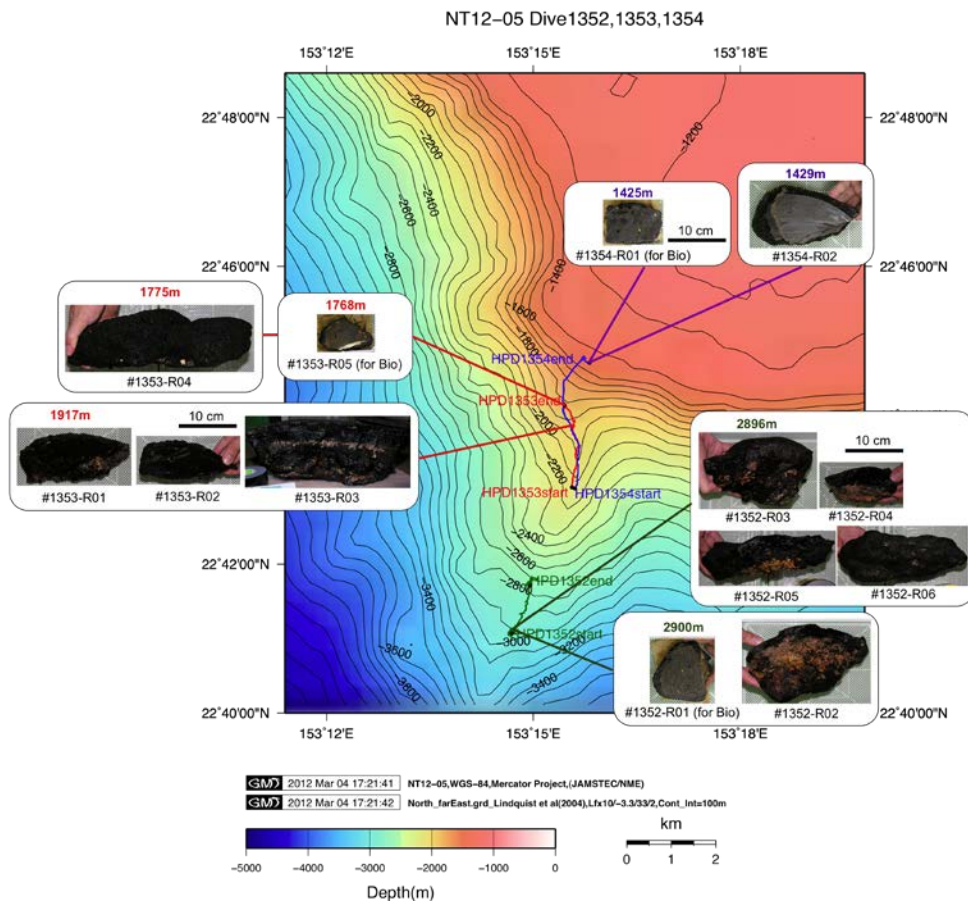 NT12-05 Dive1352,1353,1354
153˚12'E
153˚15'E
153˚18'E
22˚48'00"N
22˚48'00"N
-2000
-2200
-2400
-2600
-2800
-1200
1425m
10 cm
#1354-R01 (for Bio)
1429m
#1354-R02
22˚46'00"N
22˚46'00"N
-1400
-1600
-1800
1775m
#1353-R04
1768m
#1353-R05 (for Bio)
HPD1354end
HPD1353end
-2000
-2200
1917m
10 cm
#1353-R01
#1353-R02
#1353-R03
HPD1353start
HPD1354start
2896m
10 cm
#1352-R03
#1352-R04
#1352-R05
#1352-R06
-2400
-2600
-2800
22˚42'00"N
22˚42'00"N
HPD1352end
-3400
HPD1352start
-3000
-3200
-3400
-3600
-3800
2900m
#1352-R01 (for Bio)
#1352-R02
22˚40'00"N
22˚40'00"N
153˚12'E
153˚15'E
153˚18'E
GMD 2012 Mar 04 17:21:41 NT12-05,WGS-84,Mercator Project,(JAMSTEC/NME)
GMD 2012 Mar 04 17:21:42 North_farEast.grd_Lindquist et al(2004),Lfx10/-3.3/33/2,Cont_Int=100m
-5000 -4000 -3000 -2000 -1000 0
Depth(m)
km
0 1 2